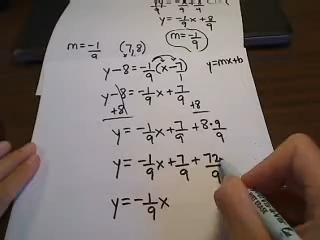 y = -1/9 x + 8/9
m = -1/9
m = -1/9 (7,8)
y - 8 = -1/9 (x - 7) y = mx + b
y - 8 = -1/9 x + 7/9
+8 +8
y = -1/9 x + 7/9 + 8 · 9/9
y = -1/9 x + 7/9 + 72/9
y = -1/9 x